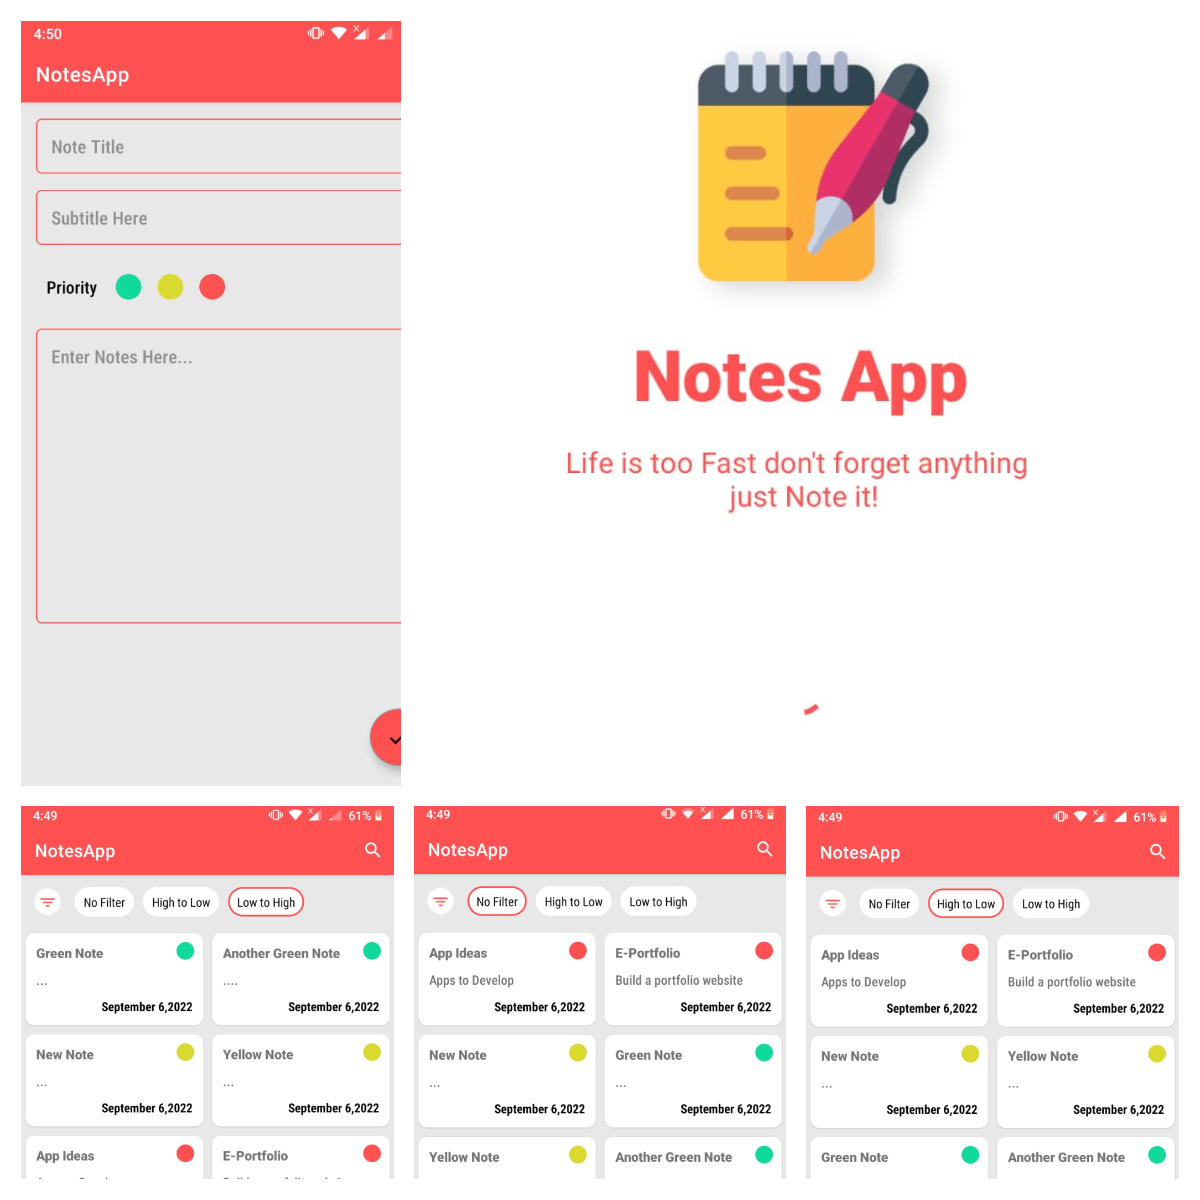 4:50
NotesApp
Note Title
Subtitle Here
Priority
Enter Notes Here...
Notes App
Life is too Fast don't forget anything
just Note it!
4:49
61%
NotesApp
No Filter
High to Low
Low to High
Green Note
...
September 6,2022
Another Green Note
....
September 6,2022
New Note
...
September 6,2022
Yellow Note
...
September 6,2022
App Ideas
E-Portfolio
4:49
61%
NotesApp
No Filter
High to Low
Low to High
App Ideas
Apps to Develop
September 6,2022
E-Portfolio
Build a portfolio website
September 6,2022
New Note
...
September 6,2022
Green Note
...
September 6,2022
Yellow Note
Another Green Note
4:49
61%
NotesApp
No Filter
High to Low
Low to High
App Ideas
Apps to Develop
September 6,2022
E-Portfolio
Build a portfolio website
September 6,2022
New Note
...
September 6,2022
Yellow Note
...
September 6,2022
Green Note
Another Green Note